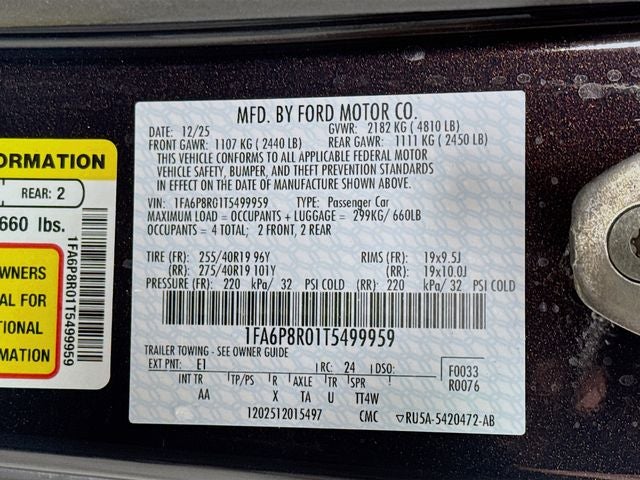 ORMATION
REAR: 2
660 lbs.
WNERS
AL FOR
TIONAL
ORMATION
1FA6P8R01T5499959
MFD. BY FORD MOTOR CO.
DATE: 12/25 GVWR: 2182 KG ( 4810 LB)
FRONT GAWR: 1107 KG ( 2440 LB) REAR GAWR: 1111 KG ( 2450 LB)
THIS VEHICLE CONFORMS TO ALL APPLICABLE FEDERAL MOTOR
VEHICLE SAFETY, BUMPER, AND THEFT PREVENTION STANDARDS
IN EFFECT ON THE DATE OF MANUFACTURE SHOWN ABOVE.
VIN: 1FA6P8R01T5499959 TYPE: Passenger Car
MAXIMUM LOAD = OCCUPANTS + LUGGAGE = 299KG/ 660LB
OCCUPANTS = 4 TOTAL; 2 FRONT, 2 REAR
TIRE (FR): 255/40R19 96Y RIMS (FR): 19x9.5J
(RR): 275/40R19 101Y (RR): 19x10.0J
PRESSURE (FR): 220 kPa/ 32 PSI COLD (RR): 220 kPa/ 32 PSI COLD
1FA6P8R01T5499959
TRAILER TOWING - SEE OWNER GUIDE
EXT PNT: E1 RC: 24 DSO: F0033
INT TR TP/PS R AXLE TR SPR R0076
AA X TA U TT4W
1202512015497 CMC ▽RU5A-5420472-AB